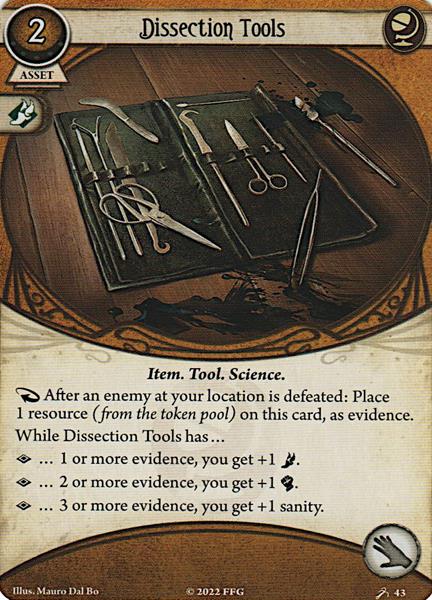 Dissection Tools
2
ASSET
Item. Tool. Science.
After an enemy at your location is defeated: Place
1 resource (from the token pool) on this card, as evidence.
While Dissection Tools has…
… 1 or more evidence, you get +1 .
… 2 or more evidence, you get +1 .
… 3 or more evidence, you get +1 sanity.
Illus. Mauro Dal Bo
© 2022 FFG
43